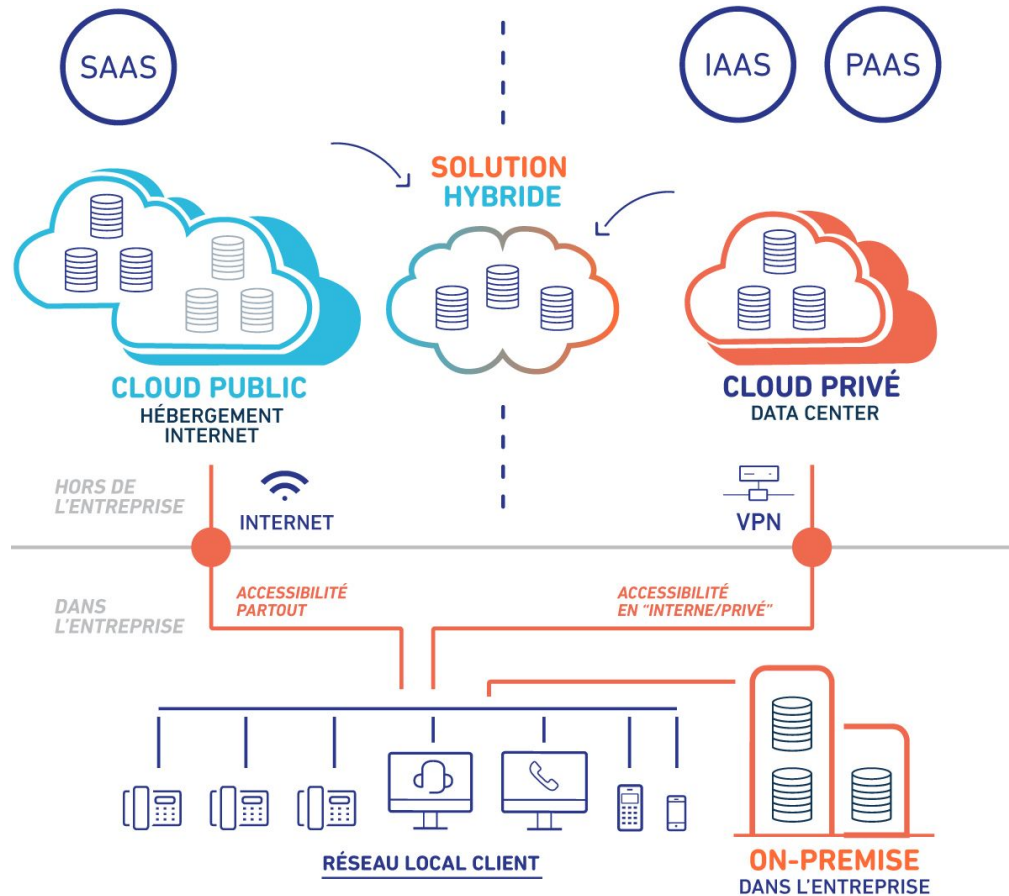 SAAS
IAAS
PAAS
SOLUTION
HYBRIDE
CLOUD PUBLIC
HÉBERGEMENT
INTERNET
CLOUD PRIVÉ
DATA CENTER
HORS DE
L'ENTREPRISE
INTERNET
VPN
DANS
L'ENTREPRISE
ACCESSIBILITÉ
PARTOUT
ACCESSIBILITÉ
EN "INTERNE/PRIVÉ"
RÉSEAU LOCAL CLIENT
ON-PREMISE
DANS L'ENTREPRISE